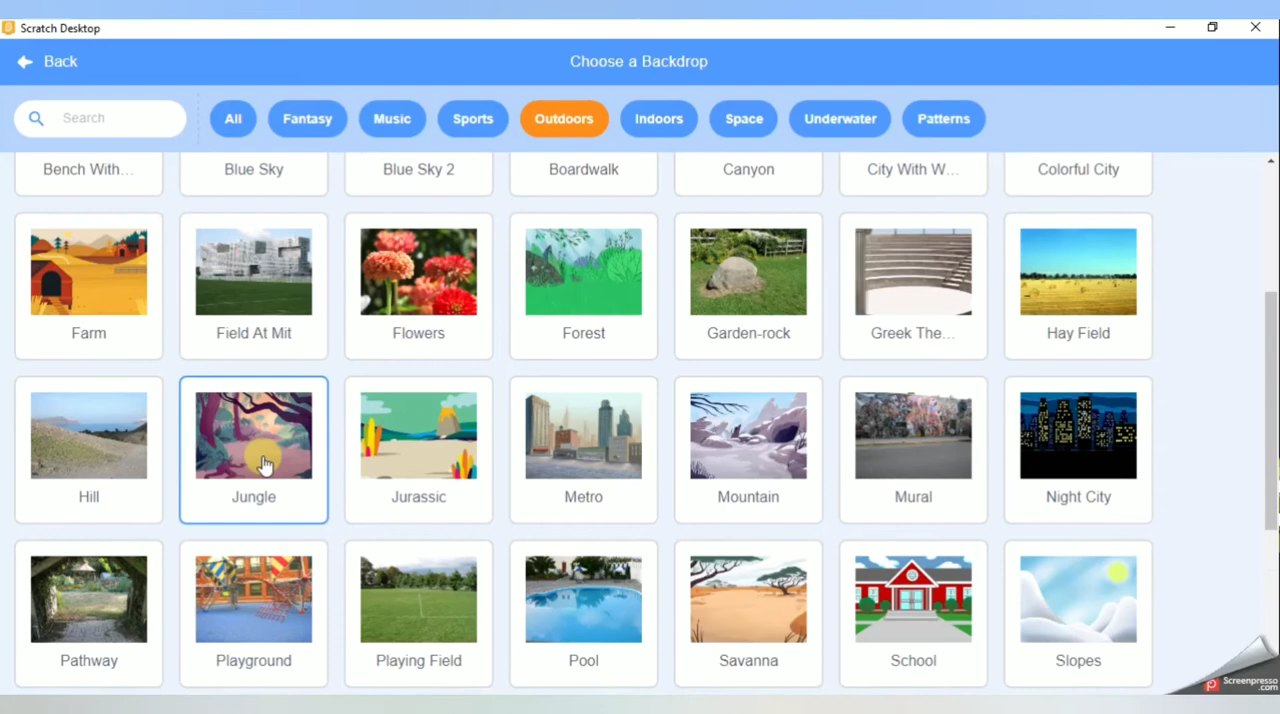 Scratch Desktop
Back
Choose a Backdrop
Search
All
Fantasy
Music
Sports
Outdoors
Indoors
Space
Underwater
Patterns
Bench With...
Blue Sky
Blue Sky 2
Boardwalk
Canyon
City With W...
Colorful City
Farm
Field At Mit
Flowers
Forest
Garden-rock
Greek The...
Hay Field
Hill
Jungle
Jurassic
Metro
Mountain
Mural
Night City
Pathway
Playground
Playing Field
Pool
Savanna
School
Slopes
Screenpresso
.com